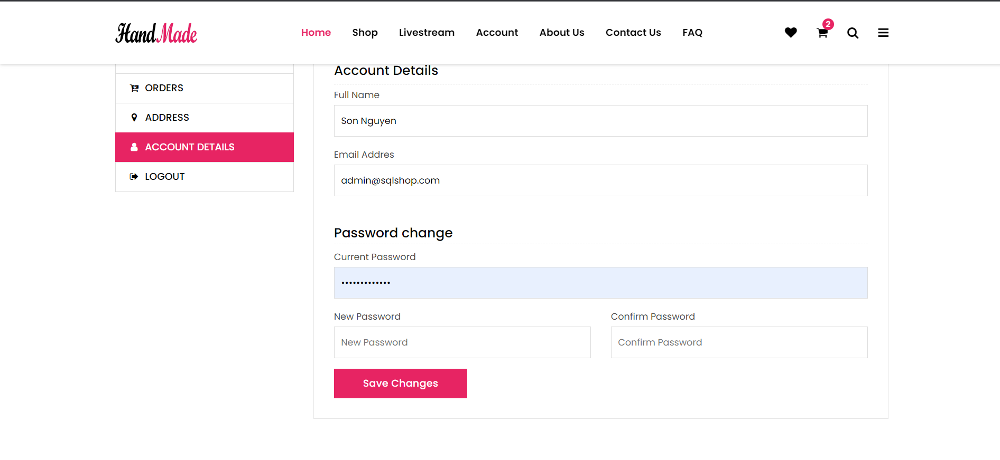 HandMade
Home Shop Livestream Account About Us Contact Us FAQ
2
ORDERS
ADDRESS
ACCOUNT DETAILS
LOGOUT
Account Details
Full Name
Son Nguyen
Email Addres
admin@sqlshop.com
Password change
Current Password
•••••••••••••
New Password Confirm Password
New Password Confirm Password
Save Changes